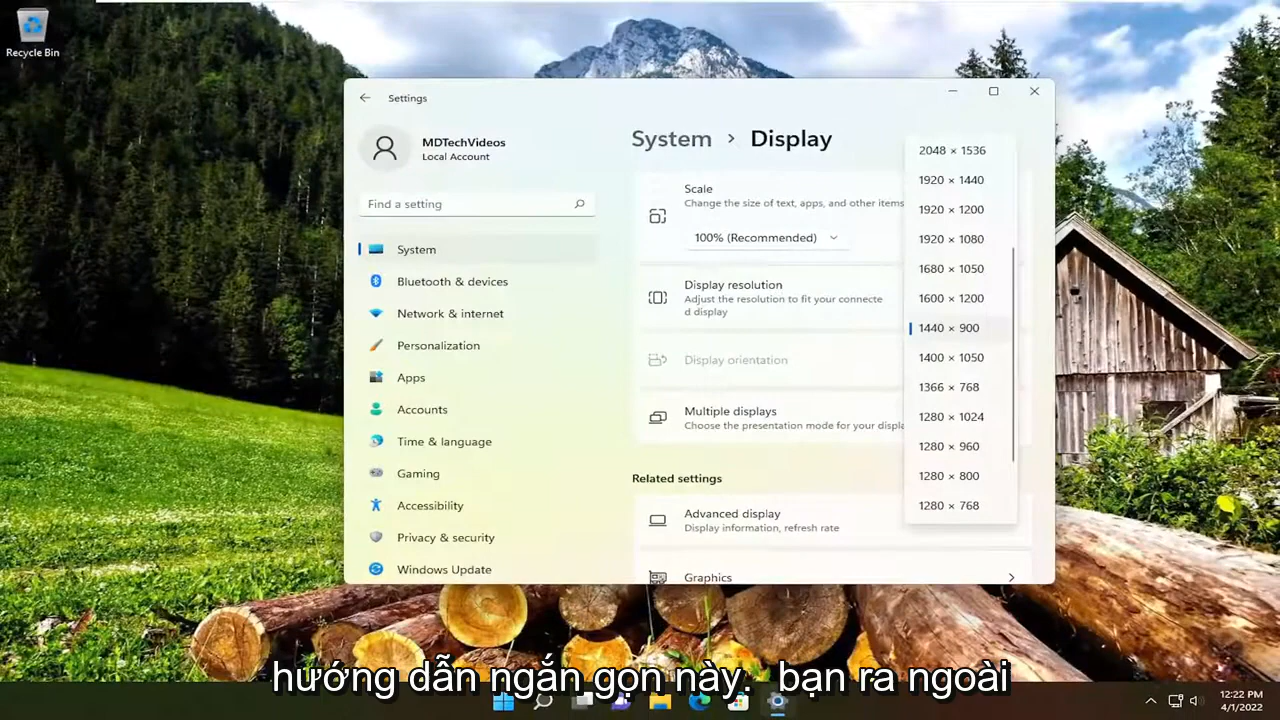 Recycle Bin
Settings
MDTechVideos
Local Account
Find a setting
System
Bluetooth & devices
Network & internet
Personalization
Apps
Accounts
Time & language
Gaming
Accessibility
Privacy & security
Windows Update
System > Display
Scale
Change the size of text, apps, and other items
100% (Recommended)
Display resolution
Adjust the resolution to fit your connecte
d display
Display orientation
Multiple displays
Choose the presentation mode for your displa
Related settings
Advanced display
Display information, refresh rate
Graphics
2048 × 1536
1920 × 1440
1920 × 1200
1920 × 1080
1680 × 1050
1600 × 1200
1440 × 900
1400 × 1050
1366 × 768
1280 × 1024
1280 × 960
1280 × 800
1280 × 768
hướng dẫn ngắn gọn này. bạn ra ngoài
12:22 PM
4/1/2022